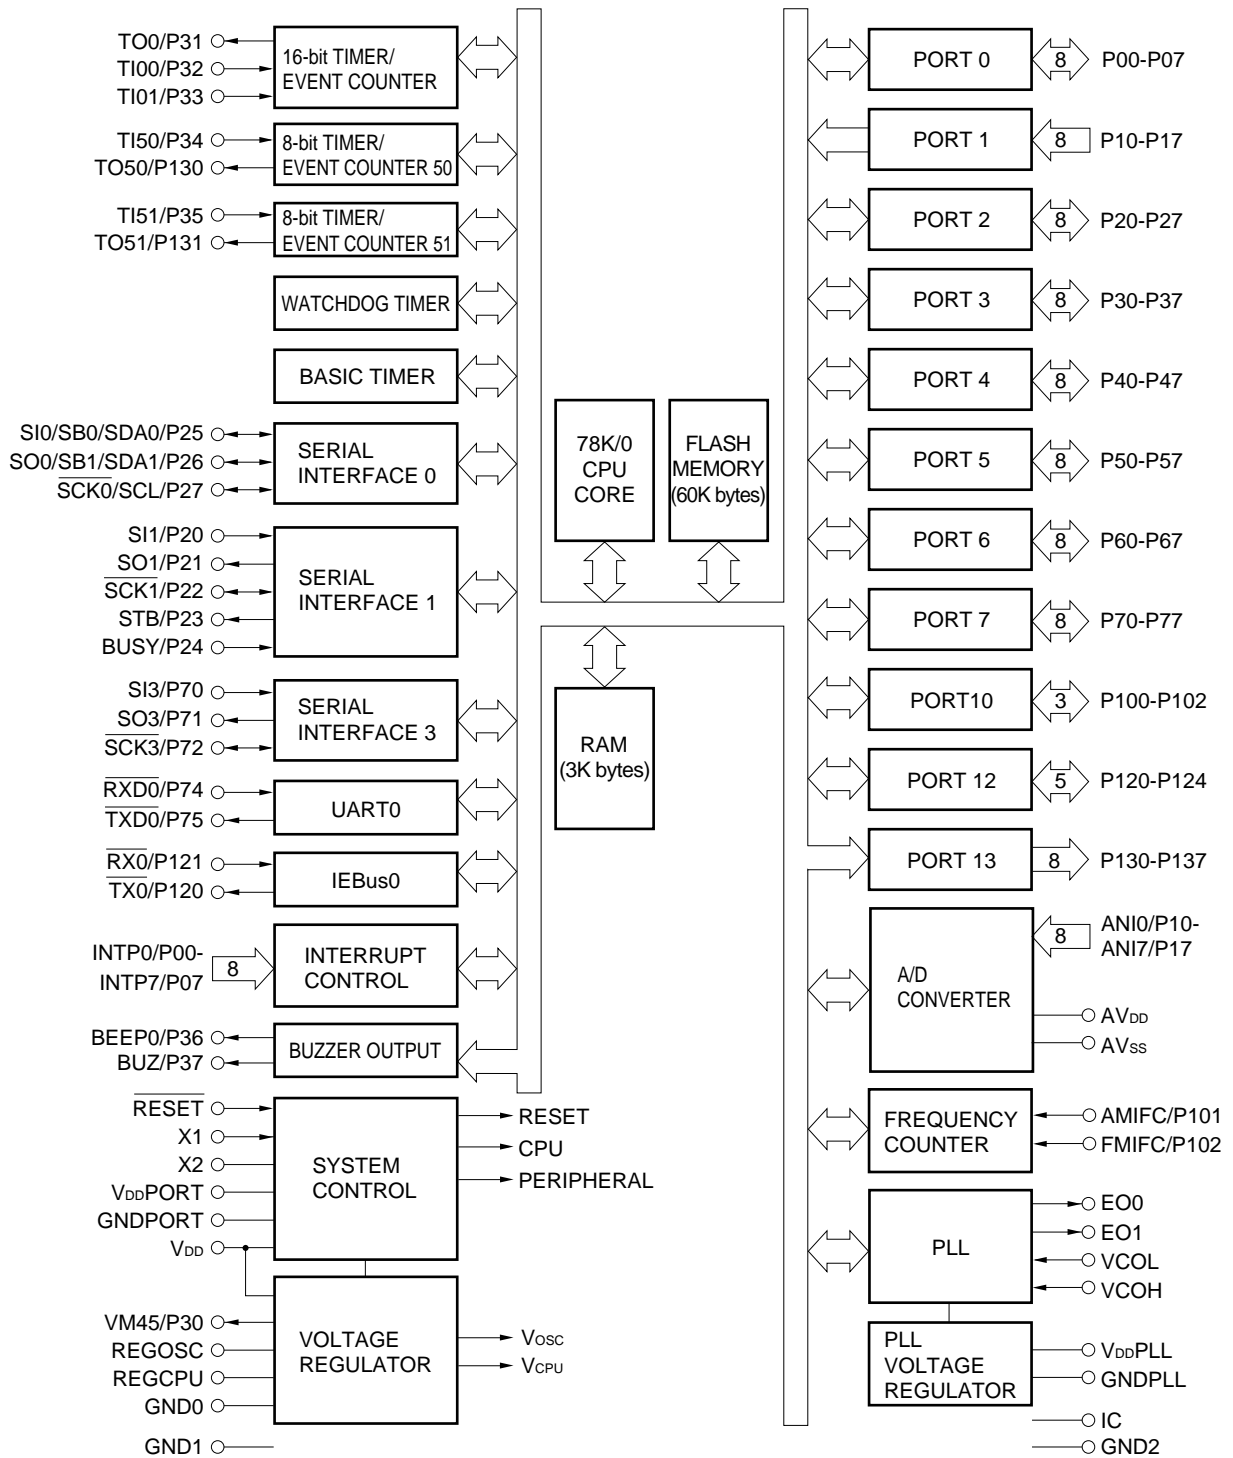 TO0/P31
TI00/P32
TI01/P33
16-bit TIMER/
EVENT COUNTER
TI50/P34
TO50/P130
8-bit TIMER/
EVENT COUNTER 50
TI51/P35
TO51/P131
8-bit TIMER/
EVENT COUNTER 51
WATCHDOG TIMER
BASIC TIMER
SI0/SB0/SDA0/P25
SO0/SB1/SDA1/P26
SCK0/SCL/P27
SERIAL
INTERFACE 0
SI1/P20
SO1/P21
SCK1/P22
STB/P23
BUSY/P24
SERIAL
INTERFACE 1
SI3/P70
SO3/P71
SCK3/P72
SERIAL
INTERFACE 3
RXD0/P74
TXD0/P75
UART0
RX0/P121
TX0/P120
IEBus0
INTP0/P00-
INTP7/P07
8
INTERRUPT
CONTROL
BEEP0/P36
BUZ/P37
BUZZER OUTPUT
RESET
X1
X2
VDDPORT
GNDPORT
VDD
SYSTEM
CONTROL
RESET
CPU
PERIPHERAL
VM45/P30
REGOSC
REGCPU
GND0
GND1
VOLTAGE
REGULATOR
VOSC
VCPU
78K/0
CPU
CORE
FLASH
MEMORY
(60K bytes)
RAM
(3K bytes)
PORT 0
8
P00-P07
PORT 1
8
P10-P17
PORT 2
8
P20-P27
PORT 3
8
P30-P37
PORT 4
8
P40-P47
PORT 5
8
P50-P57
PORT 6
8
P60-P67
PORT 7
8
P70-P77
PORT10
3
P100-P102
PORT 12
5
P120-P124
PORT 13
8
P130-P137
A/D
CONVERTER
8
ANI0/P10-
ANI7/P17
AVDD
AVSS
FREQUENCY
COUNTER
AMIFC/P101
FMIFC/P102
PLL
EO0
EO1
VCOL
VCOH
PLL
VOLTAGE
REGULATOR
VDDPLL
GNDPLL
IC
GND2